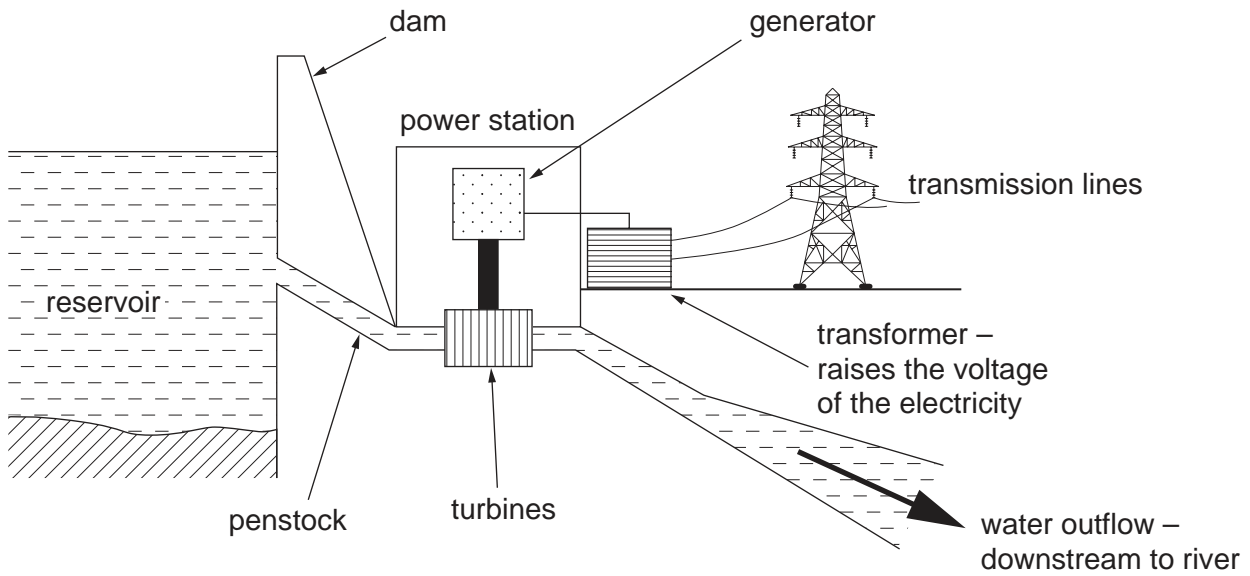 dam
generator
power station
transmission lines
reservoir
transformer –
raises the voltage
of the electricity
penstock
turbines
water outflow –
downstream to river